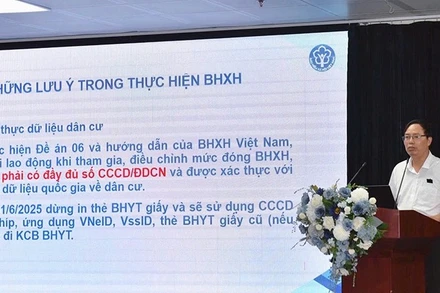 HỮNG LƯU Ý TRONG THỰC HIỆN BHXH
thực dữ liệu dân cư
ực hiện Đề án 06 và hướng dẫn của BHXH Việt Nam,
i lao động khi tham gia, điều chỉnh mức đóng BHXH,
phải có đầy đủ số CCCD/ĐDCN và được xác thực với
dữ liệu quốc gia về dân cư.
1/6/2025 dừng in thẻ BHYT giấy và sẽ sử dụng CCCD
hip, ứng dụng VNeID, VssID, thẻ BHYT giấy cũ (nếu
đi KCB BHYT.